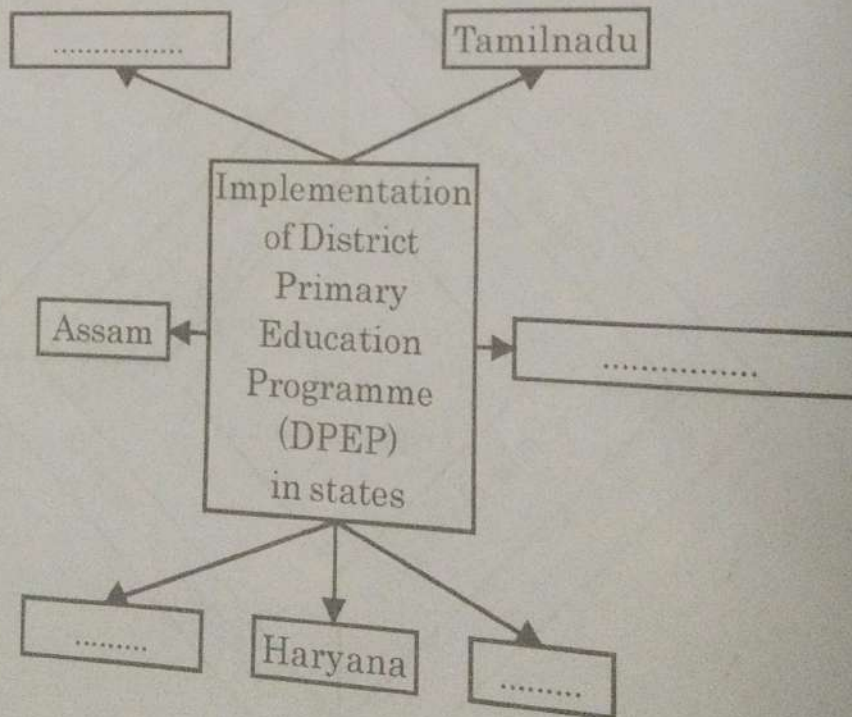 ................
Tamilnadu
Implementation
of District
Primary
Education
Programme
(DPEP)
in states
Assam
................
.........
Haryana
.........